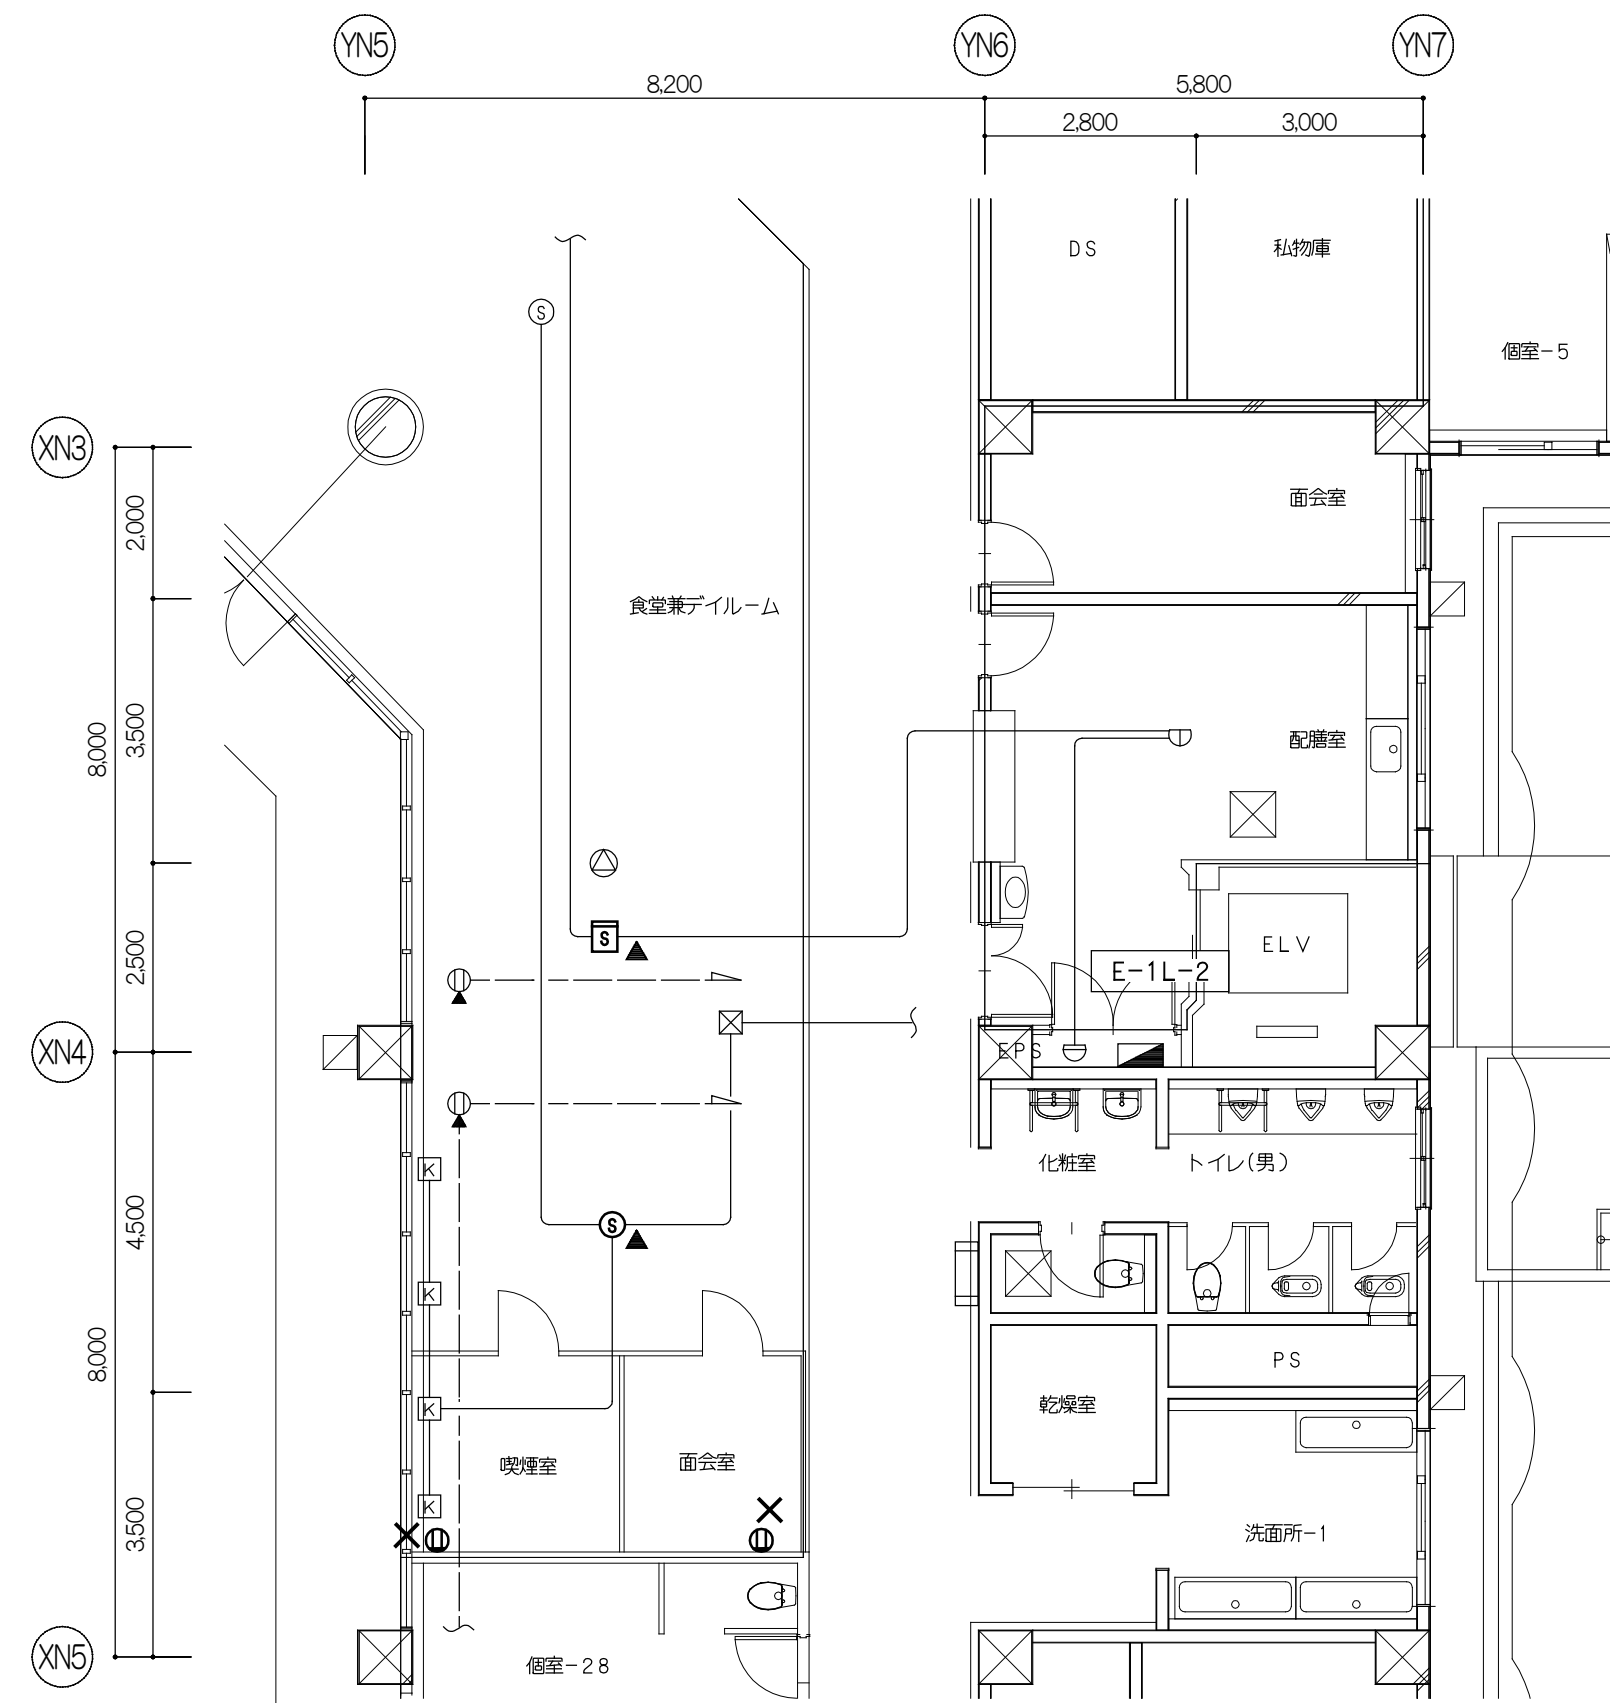 YN5
YN6
YN7
8,200
5,800
2,800
3,000
DS
私物庫
S
個室-5
XN3
面会室
2,000
食堂兼デイルーム
3,500
8,000
配膳室
S
2,500
ELV
E-1L-2
XN4
EPS
K
化粧室
トイレ(男)
4,500
S
K
8,000
PS
K
乾燥室
喫煙室
面会室
K
3,500
洗面所-1
XN5
個室-28